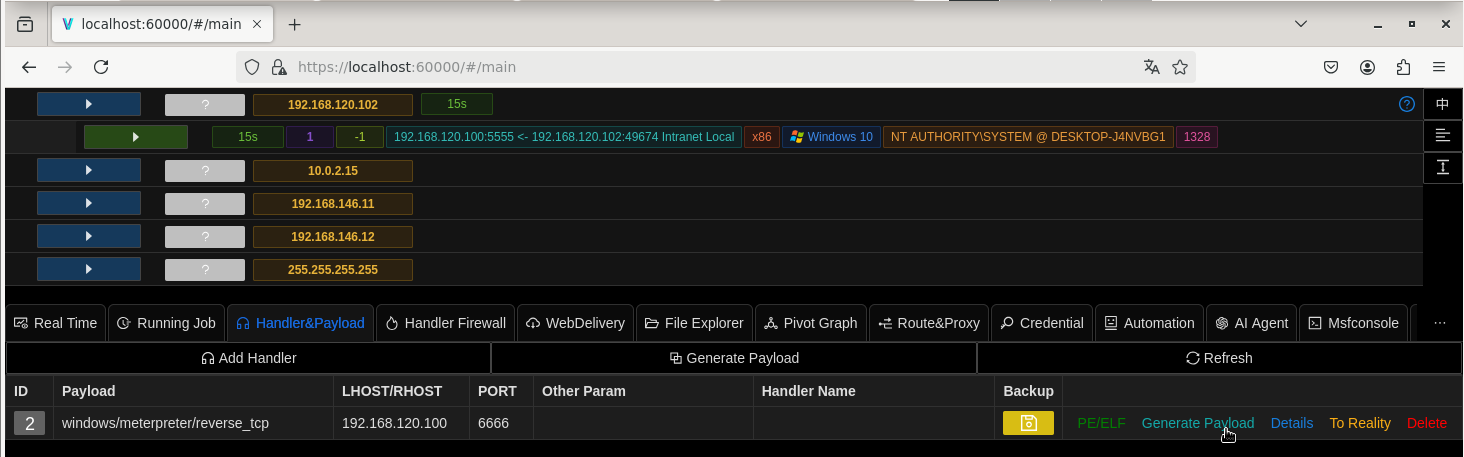 localhost:60000/#/main
https://localhost:60000/#/main
? 192.168.120.102 15s ? 中
15s 1 -1 192.168.120.100:5555 <- 192.168.120.102:49674 Intranet Local x86 Windows 10 NT AUTHORITY\SYSTEM @ DESKTOP-J4NVBG1 1328
? 10.0.2.15
? 192.168.146.11
? 192.168.146.12
? 255.255.255.255
Real Time Running Job Handler&Payload Handler Firewall WebDelivery File Explorer Pivot Graph Route&Proxy Credential Automation AI Agent Msfconsole ...
Add Handler Generate Payload Refresh
ID Payload LHOST/RHOST PORT Other Param Handler Name Backup
2 windows/meterpreter/reverse_tcp 192.168.120.100 6666 PE/ELF Generate Payload Details To Reality Delete